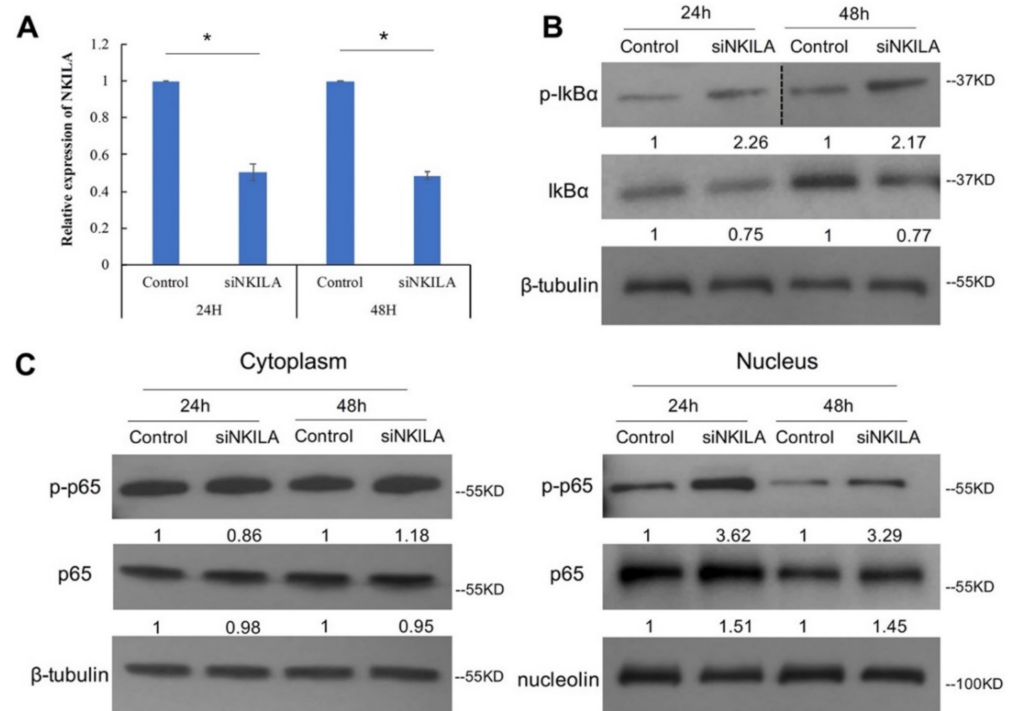 A
Relative expression of NKILA
1.2
1
0.8
0.6
0.4
0.2
0
*
*
Control siNKILA Control siNKILA
24H 48H
B
24h 48h
Control siNKILA Control siNKILA
p-IkBα --37KD
1 2.26 1 2.17
IkBα --37KD
1 0.75 1 0.77
β-tubulin --55KD
C
Cytoplasm
24h 48h
Control siNKILA Control siNKILA
p-p65 --55KD
1 0.86 1 1.18
p65 --55KD
1 0.98 1 0.95
β-tubulin --55KD
Nucleus
24h 48h
Control siNKILA Control siNKILA
p-p65 --55KD
1 3.62 1 3.29
p65 --55KD
1 1.51 1 1.45
nucleolin --100KD